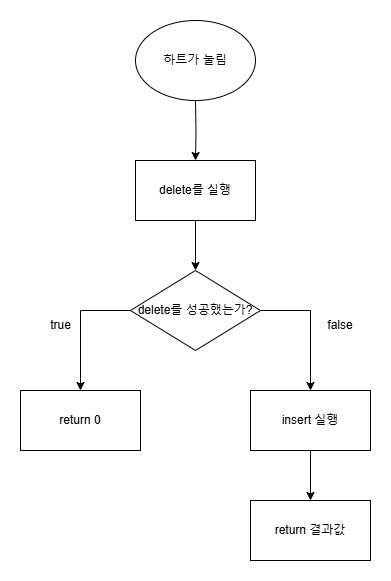 하트가 눌림
delete를 실행
delete를 성공했는가?
true
false
return 0
insert 실행
return 결과값